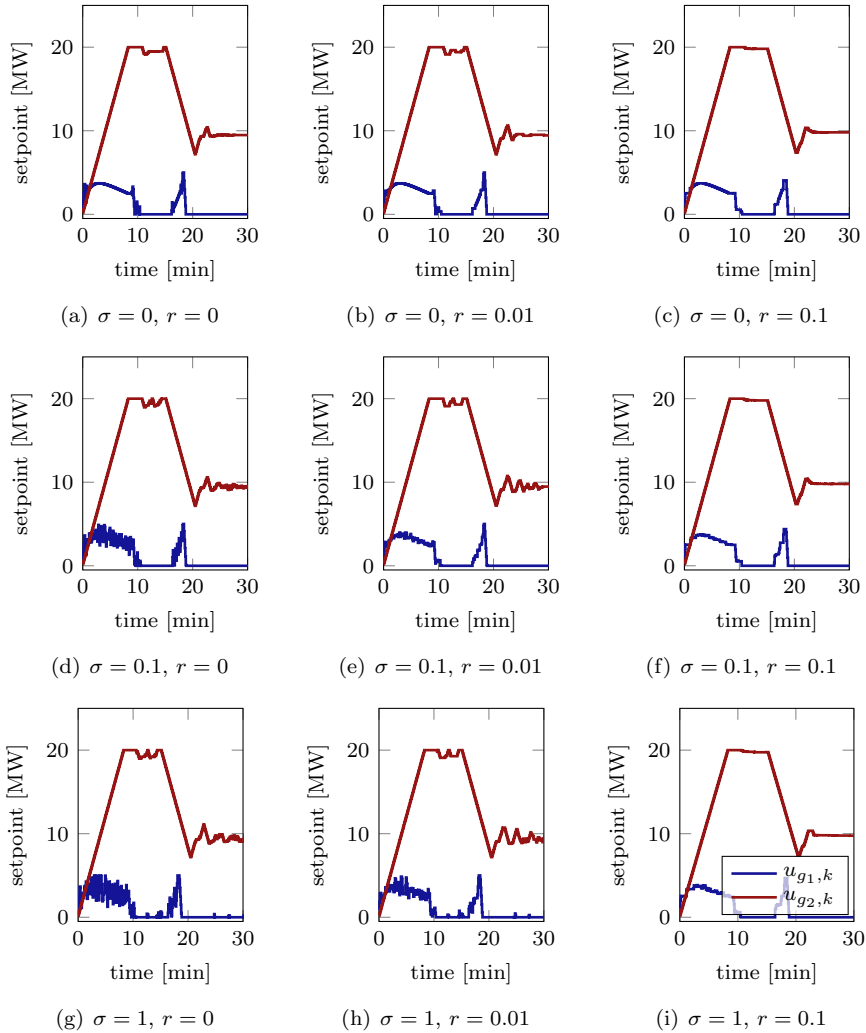 setpoint [MW]
20
10
0
0 10 20 30
time [min]
(a) σ = 0, r = 0
setpoint [MW]
20
10
0
0 10 20 30
time [min]
(b) σ = 0, r = 0.01
setpoint [MW]
20
10
0
0 10 20 30
time [min]
(c) σ = 0, r = 0.1
setpoint [MW]
20
10
0
0 10 20 30
time [min]
(d) σ = 0.1, r = 0
setpoint [MW]
20
10
0
0 10 20 30
time [min]
(e) σ = 0.1, r = 0.01
setpoint [MW]
20
10
0
0 10 20 30
time [min]
(f) σ = 0.1, r = 0.1
setpoint [MW]
20
10
0
0 10 20 30
time [min]
(g) σ = 1, r = 0
setpoint [MW]
20
10
0
0 10 20 30
time [min]
(h) σ = 1, r = 0.01
setpoint [MW]
20
10
0
u_{g_1,k}
u_{g_2,k}
0 10 20 30
time [min]
(i) σ = 1, r = 0.1